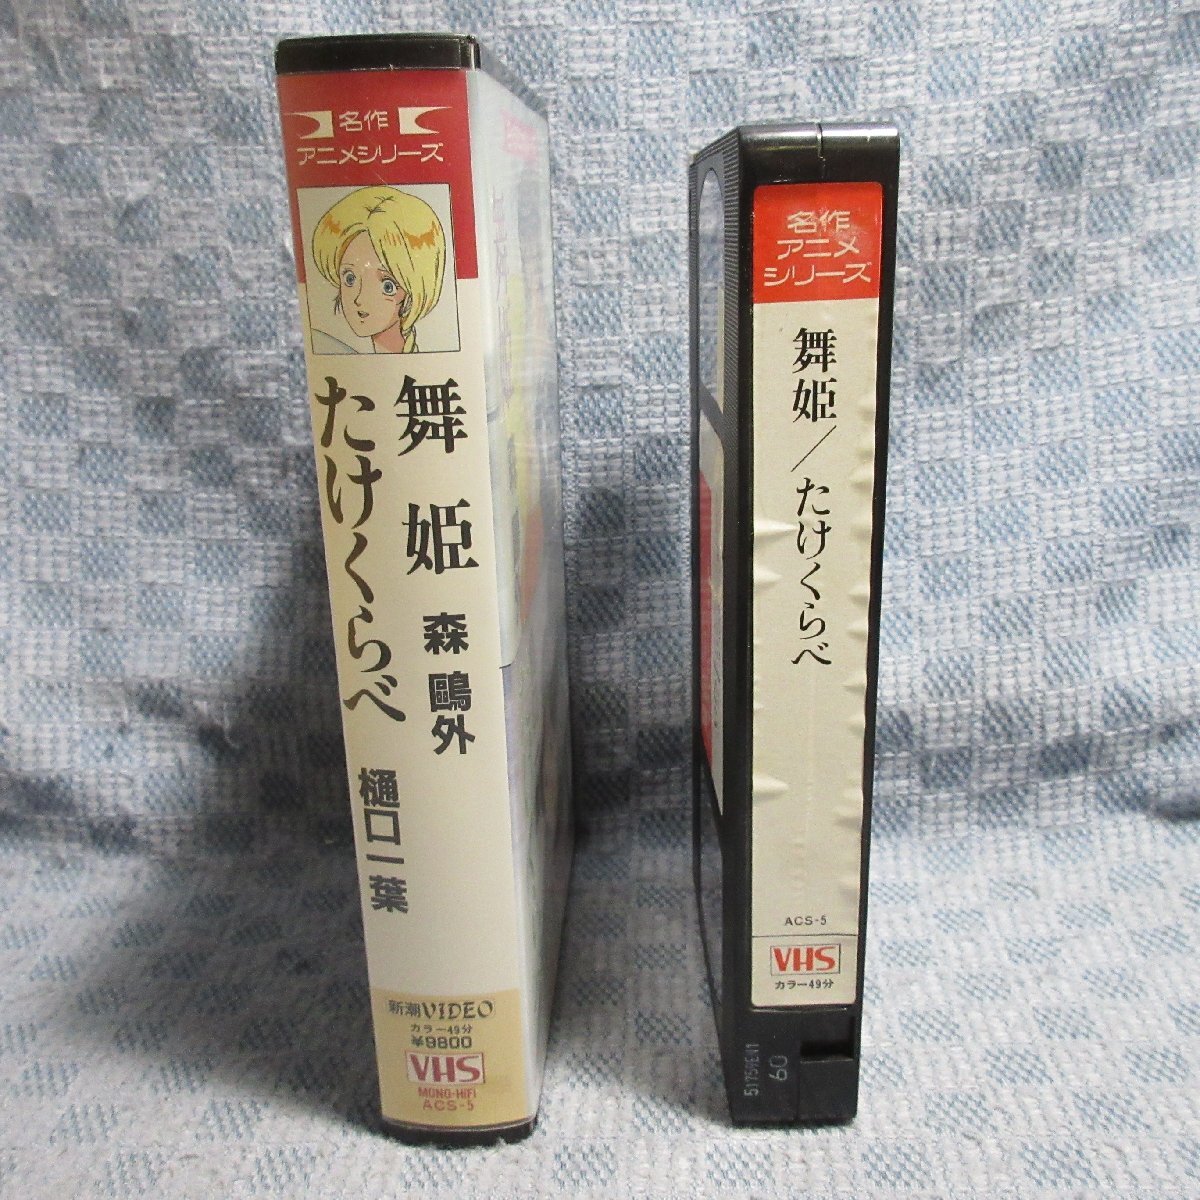 名作
アニメシリーズ
舞姫 森鷗外
たけくらべ 樋口一葉
新潮VIDEO
カラー49分
¥9800
VHS
MONO-HiFi
ACS-5
名作
アニメ
シリーズ
舞姫/たけくらべ
ACS-5
VHS
カラー49分
60